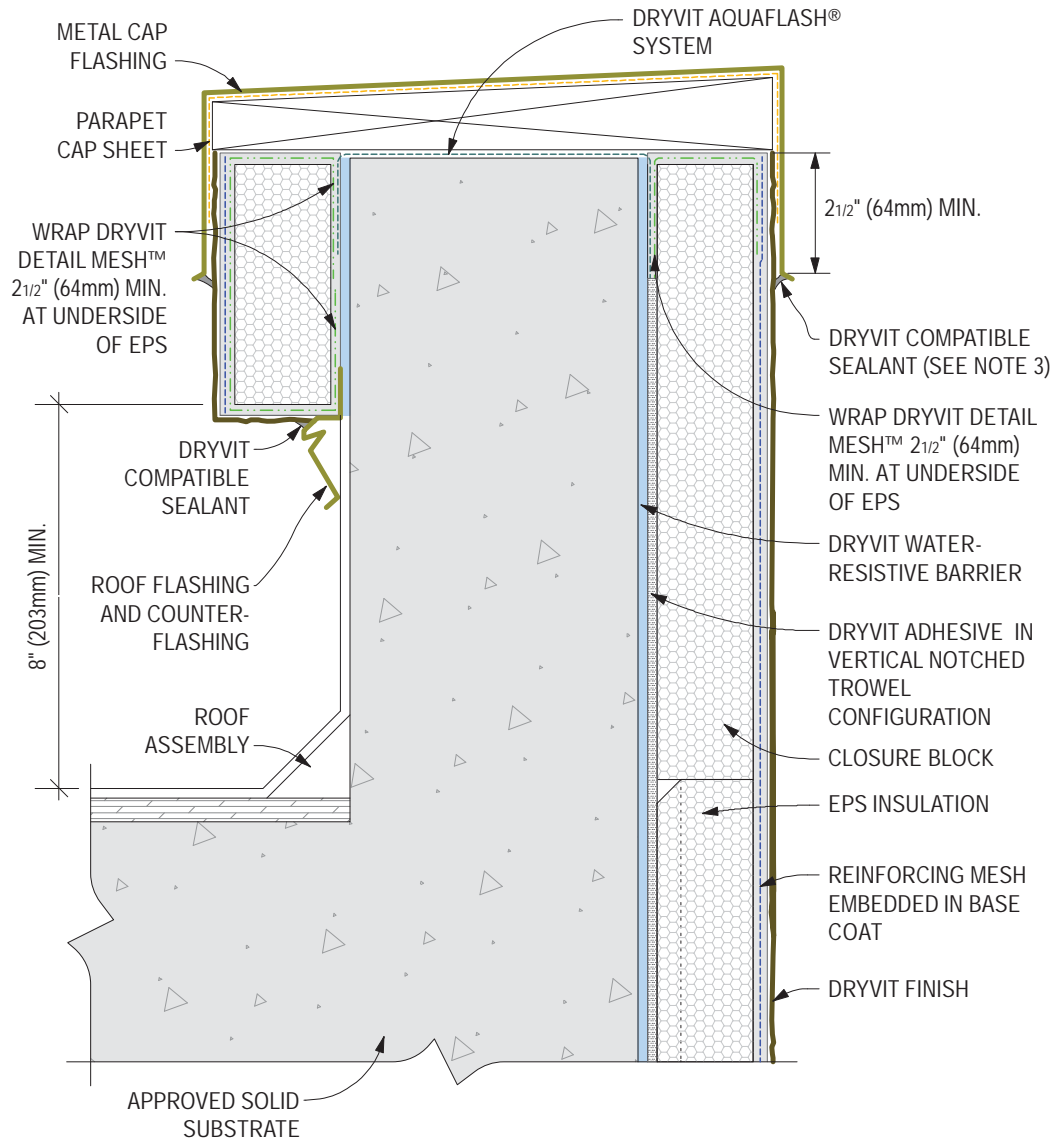 METAL CAP
FLASHING
DRYVIT AQUAFLASH®
SYSTEM
PARAPET
CAP SHEET
WRAP DRYVIT
DETAIL MESH™
2 1/2" (64mm) MIN.
AT UNDERSIDE
OF EPS
2 1/2" (64mm) MIN.
DRYVIT COMPATIBLE
SEALANT (SEE NOTE 3)
WRAP DRYVIT DETAIL
MESH™ 2 1/2" (64mm)
MIN. AT UNDERSIDE
OF EPS
DRYVIT
COMPATIBLE
SEALANT
8" (203mm) MIN.
ROOF FLASHING
AND COUNTER-
FLASHING
DRYVIT WATER-
RESISTIVE BARRIER
DRYVIT ADHESIVE IN
VERTICAL NOTCHED
TROWEL
CONFIGURATION
ROOF
ASSEMBLY
CLOSURE BLOCK
EPS INSULATION
REINFORCING MESH
EMBEDDED IN BASE
COAT
DRYVIT FINISH
APPROVED SOLID
SUBSTRATE